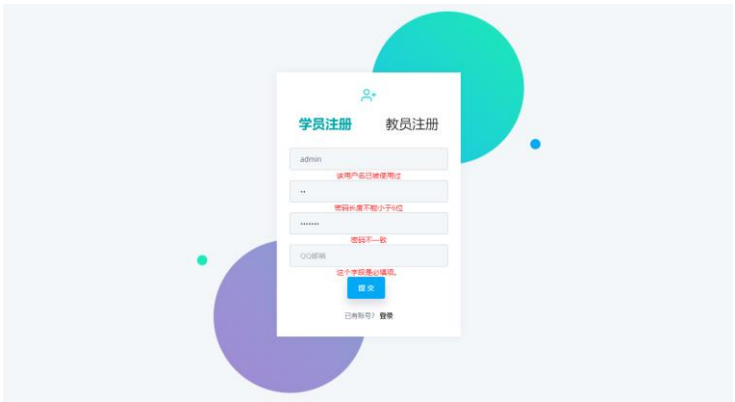 学员注册 教员注册
admin
该用户名已被使用过
••
密码长度不能小于6位
•••••••
密码不一致
QQ邮箱
这个字段是必填项。
提交
已有账号? 登录